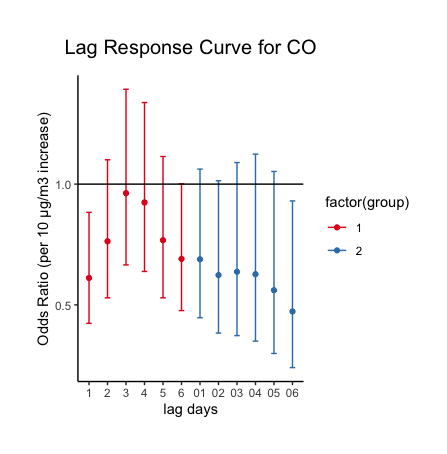 Lag Response Curve for CO
Odds Ratio (per 10 µg/m3 increase)
1.0
0.5
1 2 3 4 5 6 01 02 03 04 05 06
lag days
factor(group)
1
2